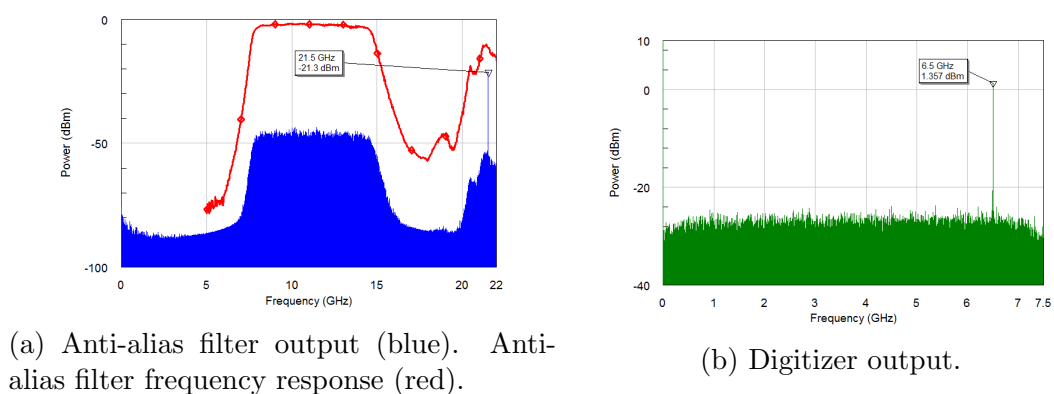 0
-50
-100
Power (dBm)
21.5 GHz
-21.3 dBm
0
5
10
15
20
22
Frequency (GHz)
(a) Anti-alias filter output (blue). Anti-
alias filter frequency response (red).
10
0
-20
-40
Power (dBm)
6.5 GHz
1.357 dBm
0
1
2
3
4
5
6
7
7.5
Frequency (GHz)
(b) Digitizer output.